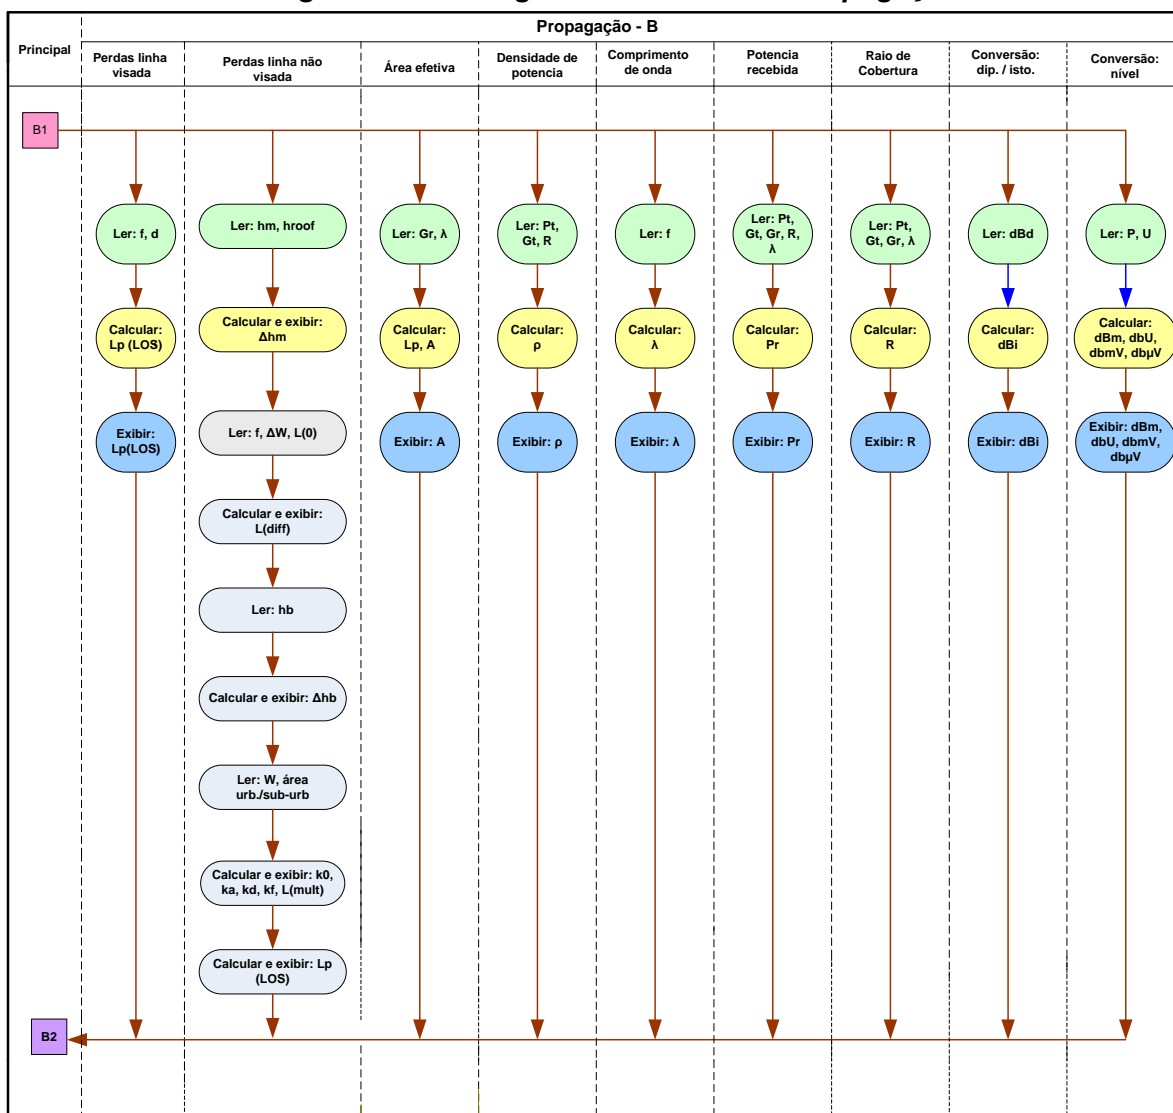 Propagação - B
Principal
Perdas linha
visada
Perdas linha não
visada
Área efetiva
Densidade de
potencia
Comprimento
de onda
Potencia
recebida
Raio de
Cobertura
Conversão:
dip. / isto.
Conversão:
nível
B1
Ler: f, d
Ler: hm, hroof
Ler: Gr, λ
Ler: Pt,
Gt, R
Ler: f
Ler: Pt,
Gt, Gr, R,
λ
Ler: Pt,
Gt, Gr, λ
Ler: dBd
Ler: P, U
Calcular:
Lp (LOS)
Calcular e exibir:
Δhm
Calcular:
Lp, A
Calcular:
ρ
Calcular:
λ
Calcular:
Pr
Calcular:
R
Calcular:
dBi
Calcular:
dBm, dbU,
dbmV, dbµV
Exibir:
Lp(LOS)
Ler: f, ΔW, L(0)
Exibir: A
Exibir: ρ
Exibir: λ
Exibir: Pr
Exibir: R
Exibir: dBi
Exibir: dBm,
dbU, dbmV,
dbµV
Calcular e exibir:
L(diff)
Ler: hb
Calcular e exibir: Δhb
Ler: W, área
urb./sub-urb
Calcular e exibir: k0,
ka, kd, kf, L(mult)
Calcular e exibir: Lp
(LOS)
B2